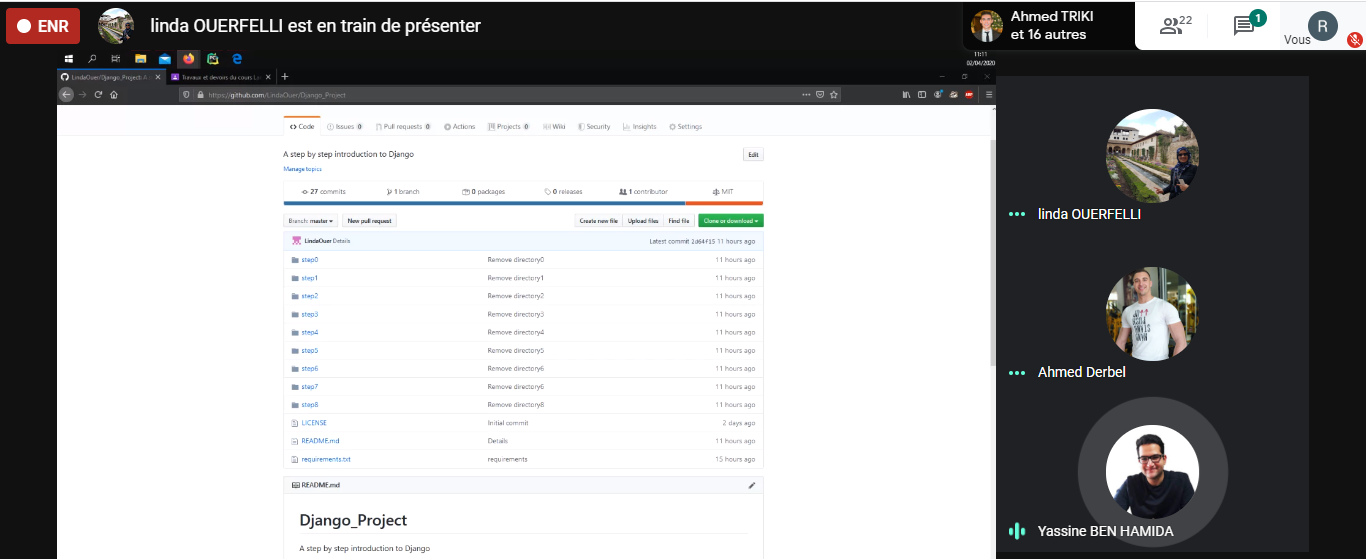 ENR
linda OUERFELLI est en train de présenter
Ahmed TRIKI
et 16 autres
22
1
Vous
R
11:11
02/04/2020
LindaOuer/Django_Project: A
Travaux et devoirs du cours
https://github.com/LindaOuer/Django_Project
Code
Issues 0
Pull requests 0
Actions
Projects 0
Wiki
Security
Insights
Settings
A step by step introduction to Django
Edit
Manage topics
27 commits
1 branch
0 packages
0 releases
1 contributor
MIT
Branch: master
New pull request
Create new file
Upload files
Find file
Clone or download
LindaOuer Details
Latest commit 2d64f15 11 hours ago
step0 Remove directory0 11 hours ago
step1 Remove directory1 11 hours ago
step2 Remove directory2 11 hours ago
step3 Remove directory3 11 hours ago
step4 Remove directory4 11 hours ago
step5 Remove directory5 11 hours ago
step6 Remove directory6 11 hours ago
step7 Remove directory6 11 hours ago
step8 Remove directory8 11 hours ago
LICENSE Initial commit 2 days ago
README.md Details 11 hours ago
requirements.txt requirements 15 hours ago
README.md
Django_Project
A step by step introduction to Django
linda OUERFELLI
Ahmed Derbel
Yassine BEN HAMIDA